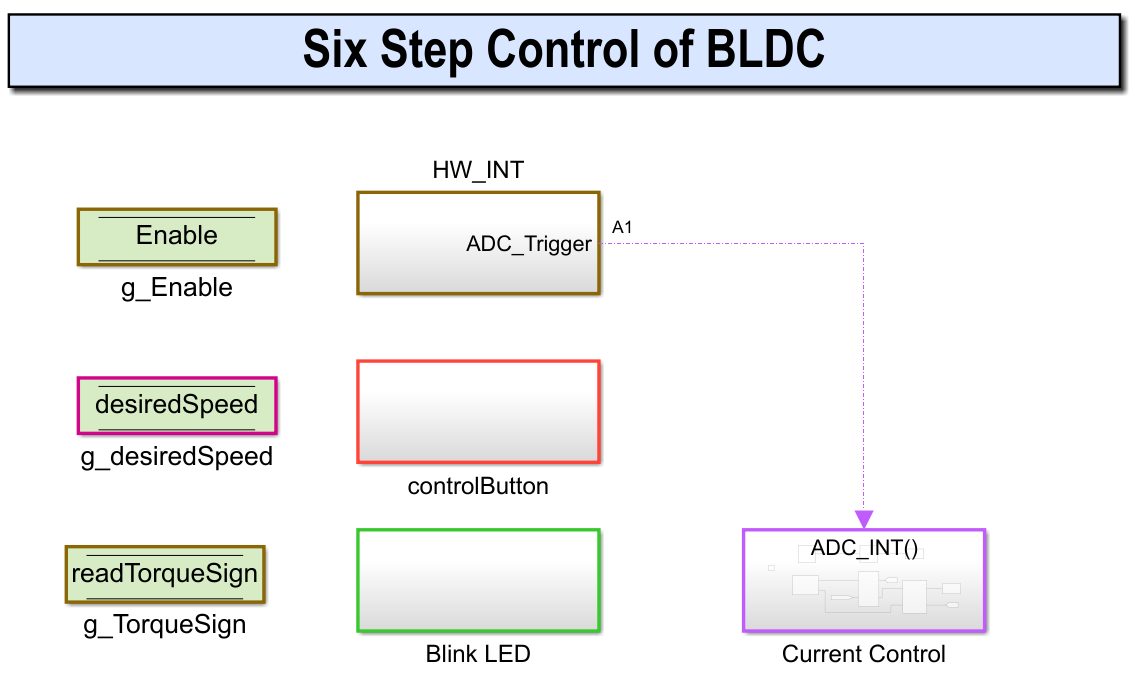 Six Step Control of BLDC
HW_INT
Enable
ADC_Trigger
A1
g_Enable
desiredSpeed
g_desiredSpeed
controlButton
readTorqueSign
g_TorqueSign
Blink LED
ADC_INT()
Current Control